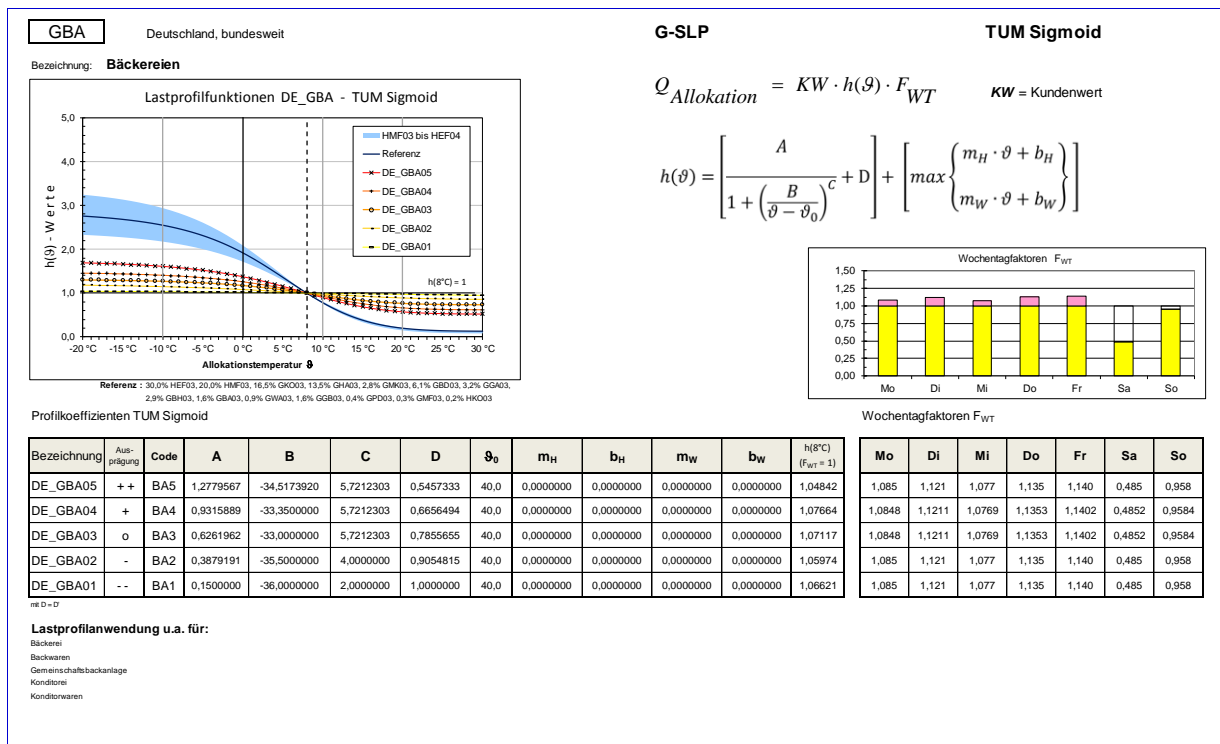 GBA Deutschland, bundesweit G-SLP TUM Sigmoid
Bezeichnung: Bäckereien
Q Allokation = KW · h(ϑ) · F WT KW = Kundenwert
h(ϑ) = [ A / (1 + (B / (ϑ − ϑ0))^C) + D ] + [ max { mH · ϑ + bH ; mW · ϑ + bW } ]
Lastprofilfunktionen DE_GBA - TUM Sigmoid
h(ϑ) - Werte
5,0
4,0
3,0
2,0
1,0
0,0
HMF03 bis HEF04
Referenz
DE_GBA05
DE_GBA04
DE_GBA03
DE_GBA02
DE_GBA01
h(8°C) = 1
-20 °C -15 °C -10 °C -5 °C 0 °C 5 °C 10 °C 15 °C 20 °C 25 °C 30 °C
Allokationstemperatur ϑ
Referenz : 30,0% HEF03, 20,0% HMF03, 16,5% GKO03, 13,5% GHA03, 2,8% GMK03, 6,1% GBD03, 3,2% GGA03,
2,9% GBH03, 1,6% GBA03, 0,9% GWA03, 1,6% GGB03, 0,4% GPD03, 0,3% GMF03, 0,2% HKO03
Wochentagfaktoren FWT
1,50
1,25
1,00
0,75
0,50
0,25
0,00
Mo Di Mi Do Fr Sa So
Profilkoeffizienten TUM Sigmoid Wochentagfaktoren FWT
Bezeichnung Aus-prägung Code A B C D ϑ0 mH bH mW bW h(8°C) (FWT = 1) Mo Di Mi Do Fr Sa So
DE_GBA05 + + BA5 1,2779567 -34,5173920 5,7212303 0,5457333 40,0 0,0000000 0,0000000 0,0000000 0,0000000 1,04842 1,085 1,121 1,077 1,135 1,140 0,485 0,958
DE_GBA04 + BA4 0,9315889 -33,3500000 5,7212303 0,6656494 40,0 0,0000000 0,0000000 0,0000000 0,0000000 1,07664 1,0848 1,1211 1,0769 1,1353 1,1402 0,4852 0,9584
DE_GBA03 o BA3 0,6261962 -33,0000000 5,7212303 0,7855655 40,0 0,0000000 0,0000000 0,0000000 0,0000000 1,07117 1,0848 1,1211 1,0769 1,1353 1,1402 0,4852 0,9584
DE_GBA02 - BA2 0,3879191 -35,5000000 4,0000000 0,9054815 40,0 0,0000000 0,0000000 0,0000000 0,0000000 1,05974 1,085 1,121 1,077 1,135 1,140 0,485 0,958
DE_GBA01 - - BA1 0,1500000 -36,0000000 2,0000000 1,0000000 40,0 0,0000000 0,0000000 0,0000000 0,0000000 1,06621 1,085 1,121 1,077 1,135 1,140 0,485 0,958
mit D = D'
Lastprofilanwendung u.a. für:
Bäckerei
Backwaren
Gemeinschaftsbackanlage
Konditorei
Konditorwaren